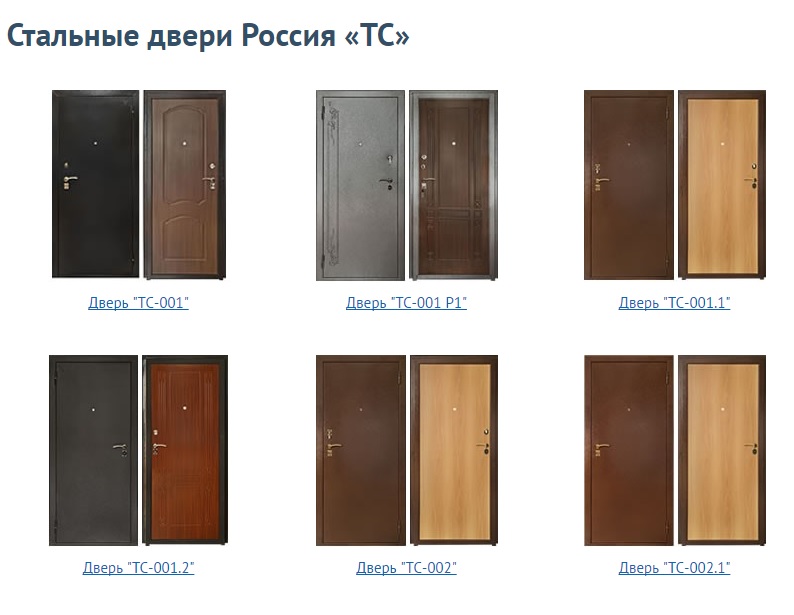 Стальные двери Россия «ТС»
Дверь "ТС-001"
Дверь "ТС-001 Р1"
Дверь "ТС-001.1"
Дверь "ТС-001.2"
Дверь "ТС-002"
Дверь "ТС-002.1"